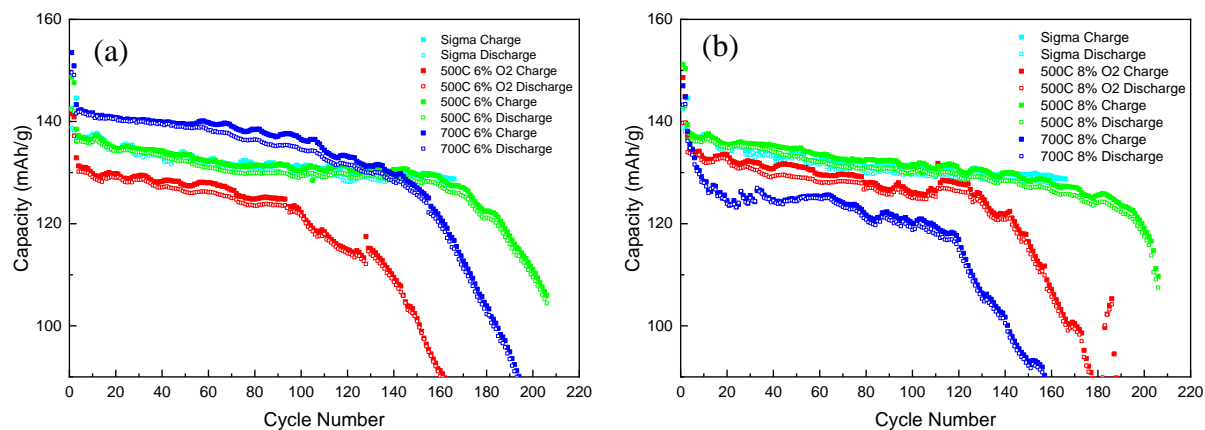 (a)
160
140
120
100
Capacity (mAh/g)
Sigma Charge
Sigma Discharge
500C 6% O2 Charge
500C 6% O2 Discharge
500C 6% Charge
500C 6% Discharge
700C 6% Charge
700C 6% Discharge
0 20 40 60 80 100 120 140 160 180 200 220
Cycle Number
(b)
160
140
120
100
Capacity (mAh/g)
Sigma Charge
Sigma Discharge
500C 8% O2 Charge
500C 8% O2 Discharge
500C 8% Charge
500C 8% Discharge
700C 8% Charge
700C 8% Discharge
0 20 40 60 80 100 120 140 160 180 200 220
Cycle Number